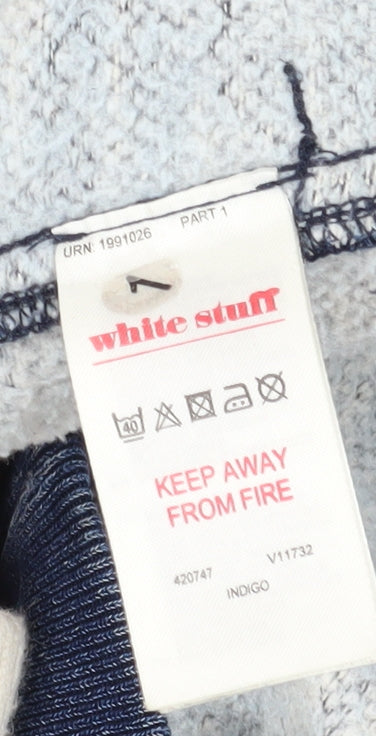 URN: 1991026 PART 1
white stuff
40
KEEP AWAY
FROM FIRE
420747 V11732
INDIGO